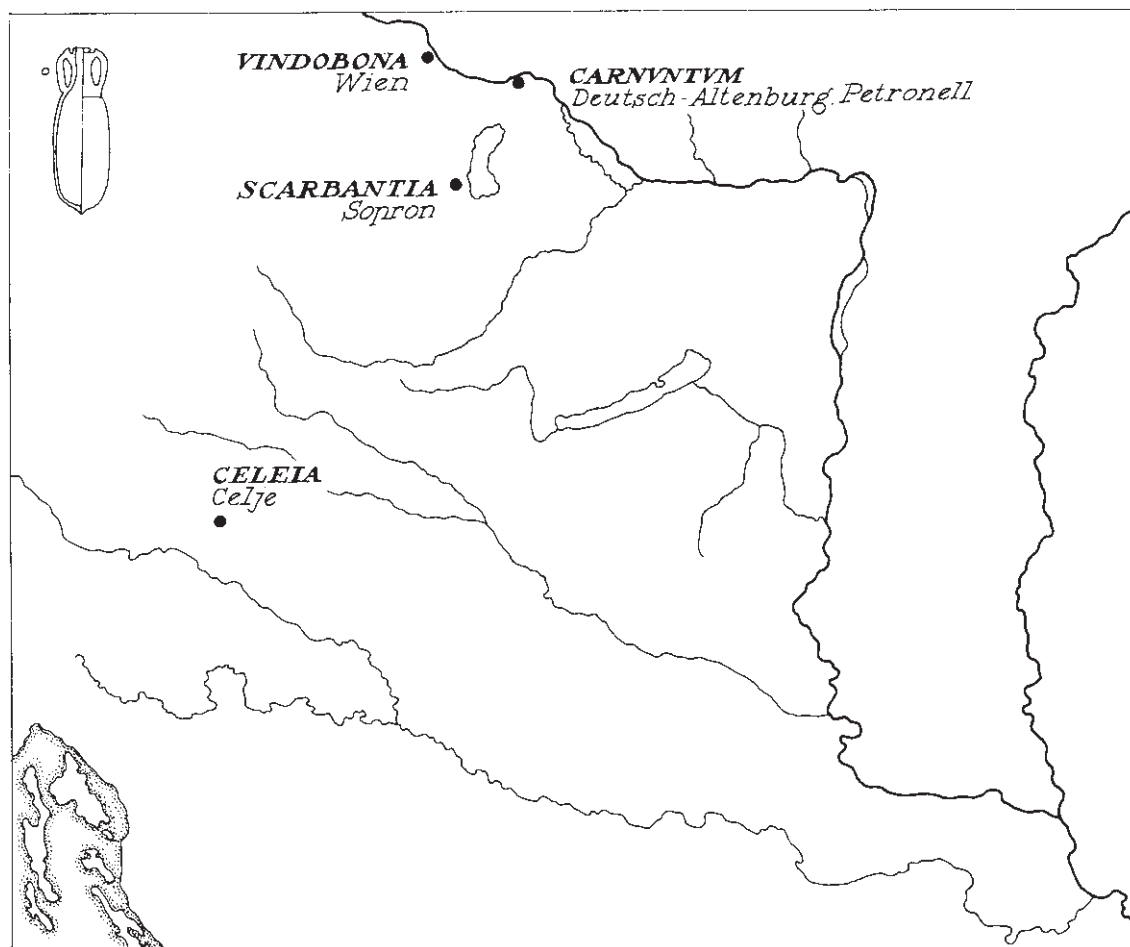 VINDOBONA
Wien
CARNVNTVM
Deutsch-Altenburg, Petronell
SCARBANTIA
Sopron
CELEIA
Celje